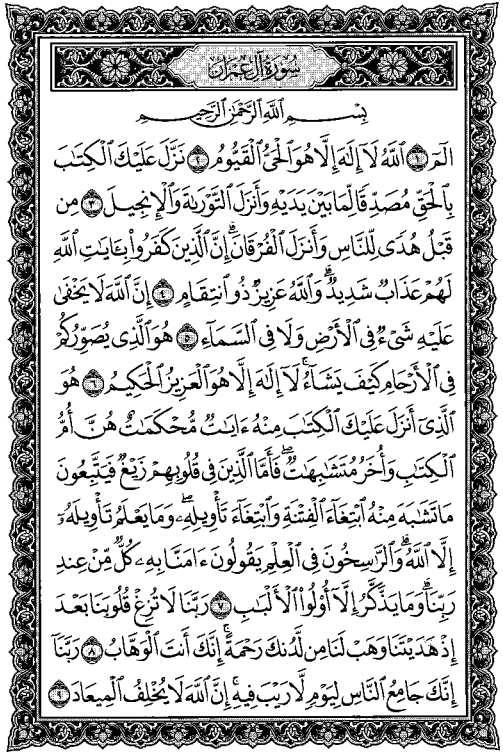 سُورَةُ آلِ عِمْرَان
بِسْمِ اللَّهِ الرَّحْمَٰنِ الرَّحِيمِ
الٓمٓ ۝١ ٱللَّهُ لَآ إِلَٰهَ إِلَّا هُوَ ٱلْحَىُّ ٱلْقَيُّومُ ۝٢ نَزَّلَ عَلَيْكَ ٱلْكِتَٰبَ
بِٱلْحَقِّ مُصَدِّقًا لِّمَا بَيْنَ يَدَيْهِ وَأَنزَلَ ٱلتَّوْرَىٰةَ وَٱلْإِنجِيلَ ۝٣ مِن
قَبْلُ هُدًى لِّلنَّاسِ وَأَنزَلَ ٱلْفُرْقَانَ ۗ إِنَّ ٱلَّذِينَ كَفَرُوا۟ بِـَٔايَٰتِ ٱللَّهِ
لَهُمْ عَذَابٌ شَدِيدٌ ۗ وَٱللَّهُ عَزِيزٌ ذُو ٱنتِقَامٍ ۝٤ إِنَّ ٱللَّهَ لَا يَخْفَىٰ
عَلَيْهِ شَىْءٌ فِى ٱلْأَرْضِ وَلَا فِى ٱلسَّمَآءِ ۝٥ هُوَ ٱلَّذِى يُصَوِّرُكُمْ
فِى ٱلْأَرْحَامِ كَيْفَ يَشَآءُ ۚ لَآ إِلَٰهَ إِلَّا هُوَ ٱلْعَزِيزُ ٱلْحَكِيمُ ۝٦ هُوَ
ٱلَّذِىٓ أَنزَلَ عَلَيْكَ ٱلْكِتَٰبَ مِنْهُ ءَايَٰتٌ مُّحْكَمَٰتٌ هُنَّ أُمُّ
ٱلْكِتَٰبِ وَأُخَرُ مُتَشَٰبِهَٰتٌ ۖ فَأَمَّا ٱلَّذِينَ فِى قُلُوبِهِمْ زَيْغٌ فَيَتَّبِعُونَ
مَا تَشَٰبَهَ مِنْهُ ٱبْتِغَآءَ ٱلْفِتْنَةِ وَٱبْتِغَآءَ تَأْوِيلِهِۦ ۗ وَمَا يَعْلَمُ تَأْوِيلَهُۥٓ
إِلَّا ٱللَّهُ ۗ وَٱلرَّٰسِخُونَ فِى ٱلْعِلْمِ يَقُولُونَ ءَامَنَّا بِهِۦ كُلٌّ مِّنْ عِندِ
رَبِّنَا ۗ وَمَا يَذَّكَّرُ إِلَّآ أُو۟لُوا۟ ٱلْأَلْبَٰبِ ۝٧ رَبَّنَا لَا تُزِغْ قُلُوبَنَا بَعْدَ
إِذْ هَدَيْتَنَا وَهَبْ لَنَا مِن لَّدُنكَ رَحْمَةً ۚ إِنَّكَ أَنتَ ٱلْوَهَّابُ ۝٨ رَبَّنَآ
إِنَّكَ جَامِعُ ٱلنَّاسِ لِيَوْمٍ لَّا رَيْبَ فِيهِ ۚ إِنَّ ٱللَّهَ لَا يُخْلِفُ ٱلْمِيعَادَ ۝٩